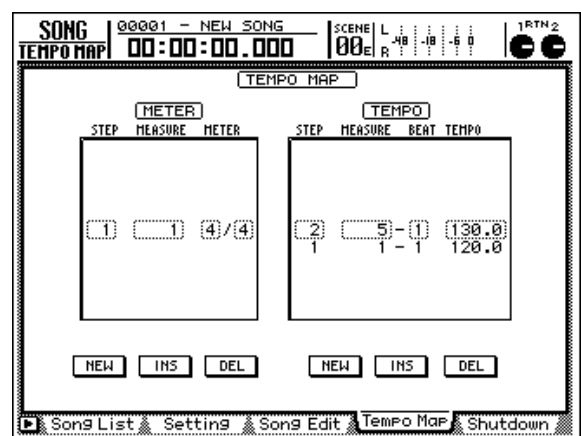 SONG
TEMPO MAP
00001 - NEW SONG
00:00:00.000
SCENE
00E
L
R
-48 -18 -6 0
1 RTN 2
TEMPO MAP
METER
STEP MEASURE METER
1 1 4/4
NEW INS DEL
TEMPO
STEP MEASURE BEAT TEMPO
2 5 - 1 130.0
1 1 - 1 120.0
NEW INS DEL
Song List Setting Song Edit Tempo Map Shutdown